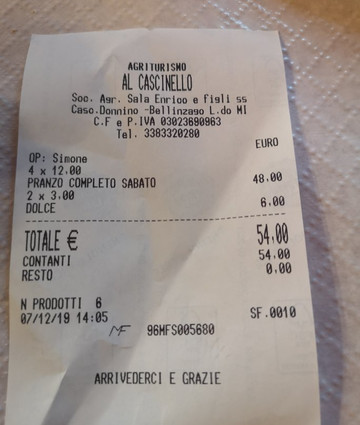 AGRITURISMO
AL CASCINELLO
Soc. Agr. Sala Enrico e figli ss
Casc.Donnino -Bellinzago L.do MI
C.F e P.IVA 03023690963
Tel. 3383320280
EURO
OP: Simone
4 x 12.00
PRANZO COMPLETO SABATO 48.00
2 x 3.00
DOLCE 6.00
TOTALE € 54.00
CONTANTI 54.00
RESTO 0.00
N PRODOTTI 6
07/12/19 14:05 SF.0010
MF 96MFS005680
ARRIVEDERCI E GRAZIE